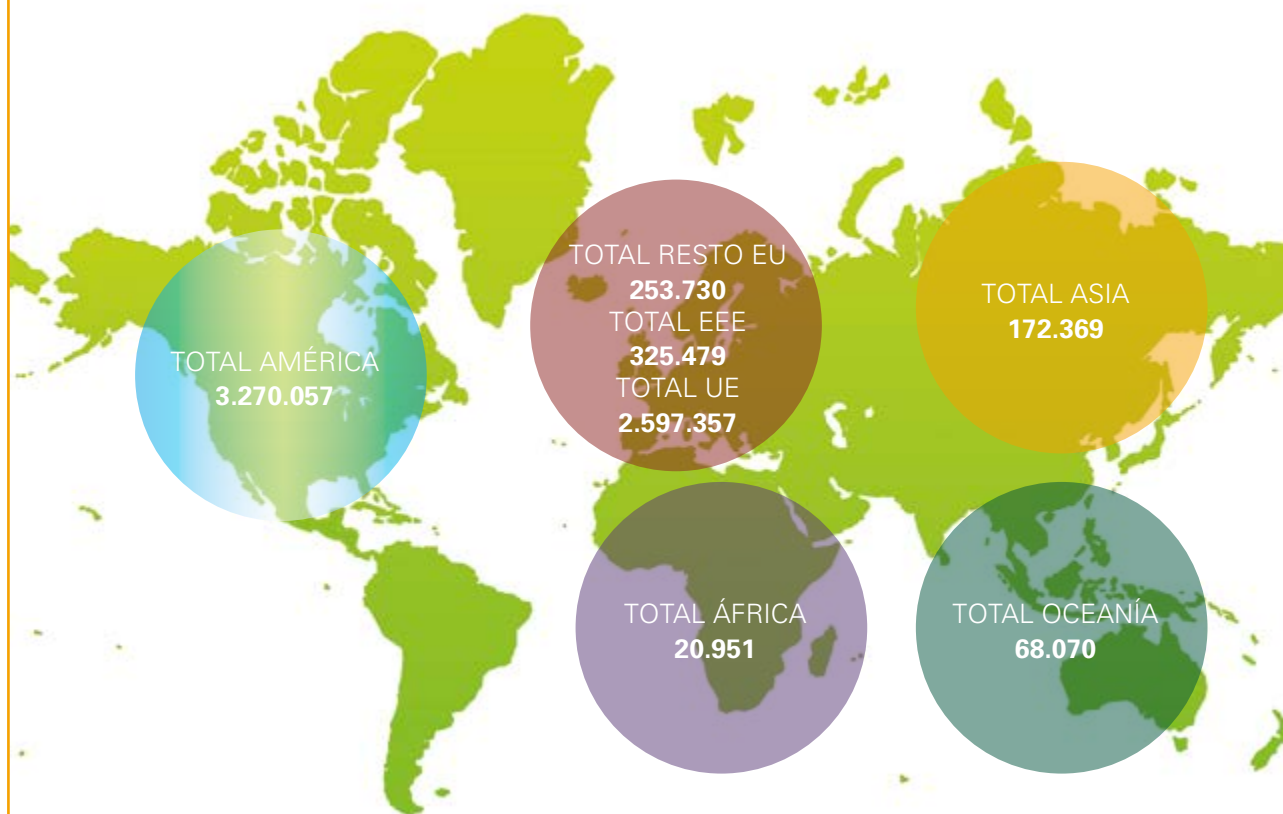 TOTAL AMÉRICA
3.270.057
TOTAL RESTO EU
253.730
TOTAL EEE
325.479
TOTAL UE
2.597.357
TOTAL ASIA
172.369
TOTAL ÁFRICA
20.951
TOTAL OCEANÍA
68.070